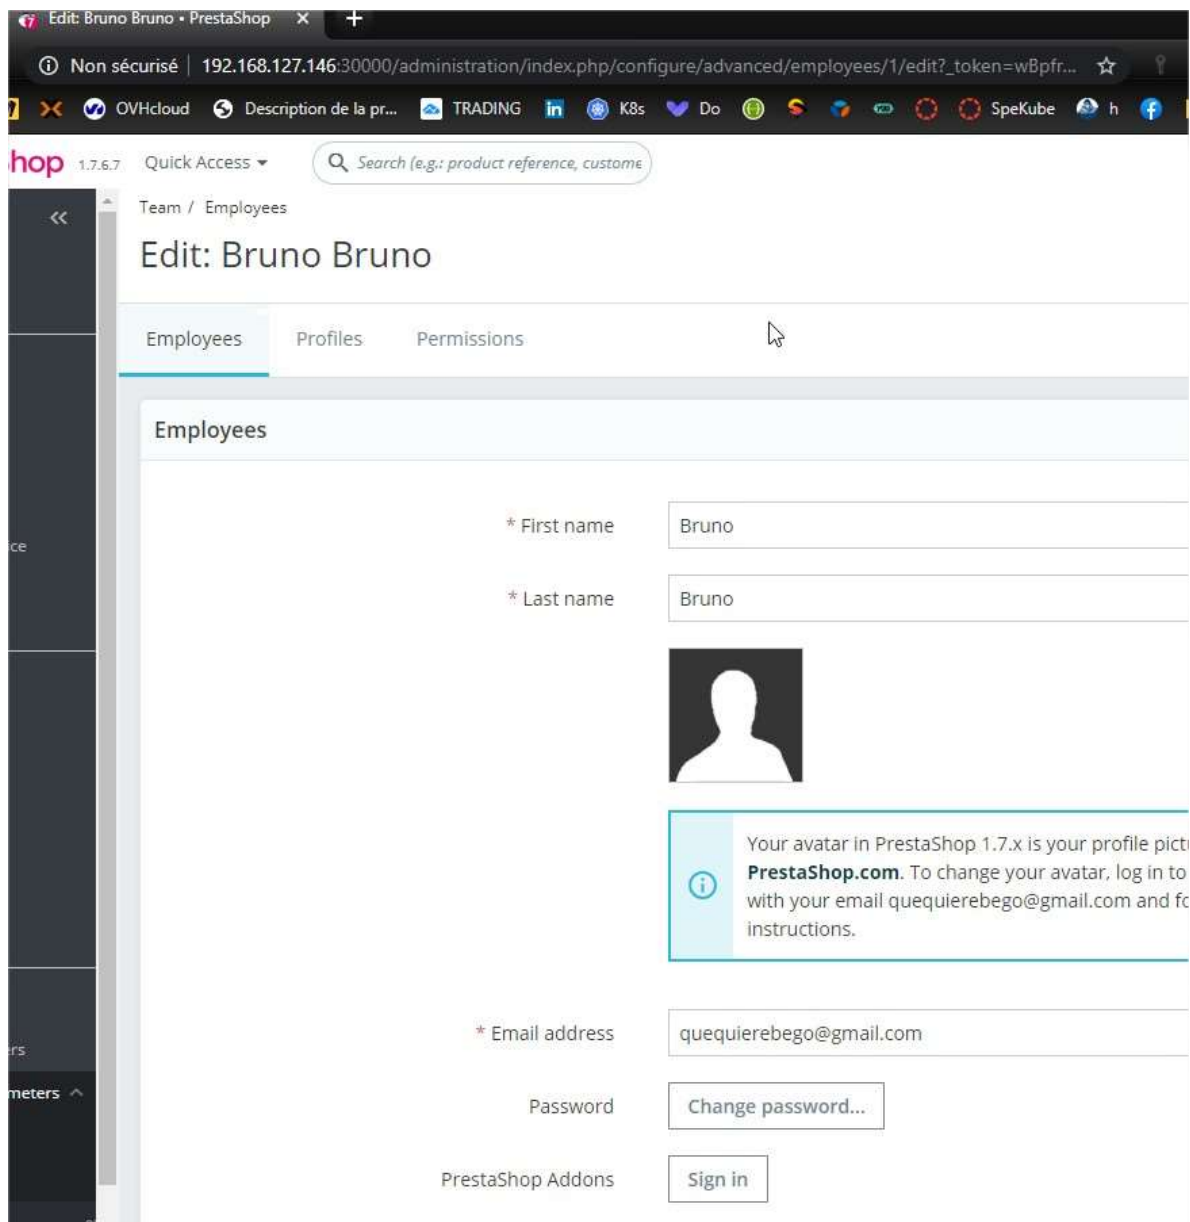 Edit: Bruno Bruno • PrestaShop
Non sécurisé | 192.168.127.146:30000/administration/index.php/configure/advanced/employees/1/edit?_token=wBpfr...
OVHcloud Description de la pr... TRADING in K8s Do S SpeKube h f
hop 1.7.6.7 Quick Access Search (e.g.: product reference, custome
Team / Employees
Edit: Bruno Bruno
Employees Profiles Permissions
Employees
* First name Bruno
ice
* Last name Bruno
Your avatar in PrestaShop 1.7.x is your profile pictu
PrestaShop.com. To change your avatar, log in to
with your email quequierebego@gmail.com and fo
instructions.
* Email address quequierebego@gmail.com
ers
meters
Password Change password...
PrestaShop Addons Sign in